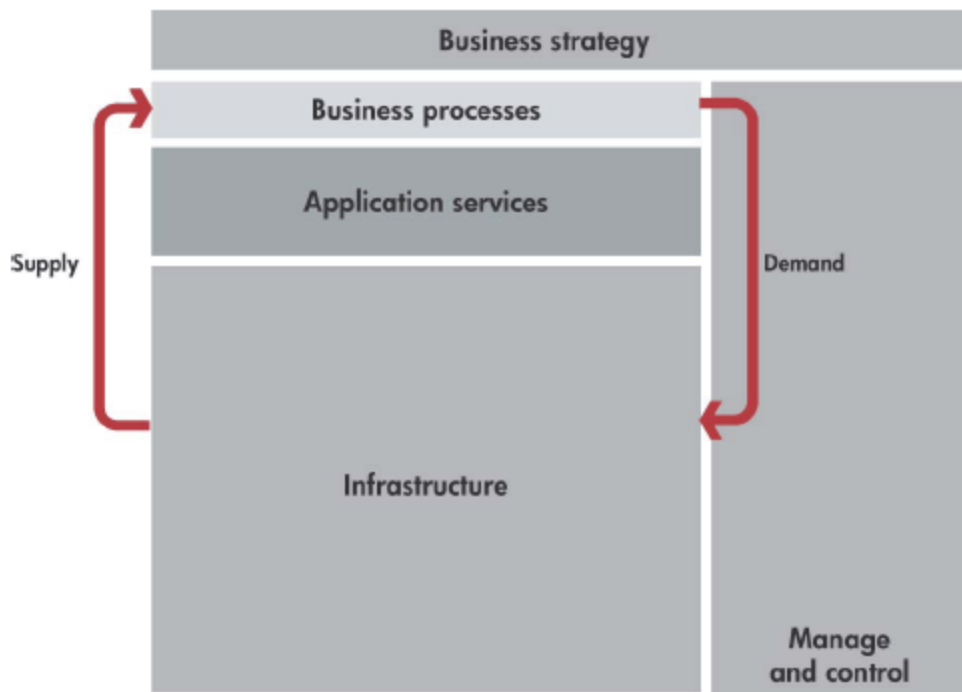 Business strategy
Business processes
Application services
Supply
Demand
Infrastructure
Manage
and control